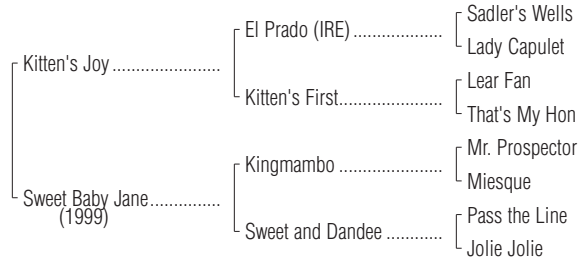 Sadler's Wells
El Prado (IRE) ....................
Lady Capulet
Kitten's Joy ........................
Lear Fan
Kitten's First.......................
That's My Hon
Mr. Prospector
Kingmambo .......................
Miesque
Sweet Baby Jane...............
(1999)
Pass the Line
Sweet and Dandee ............
Jolie Jolie